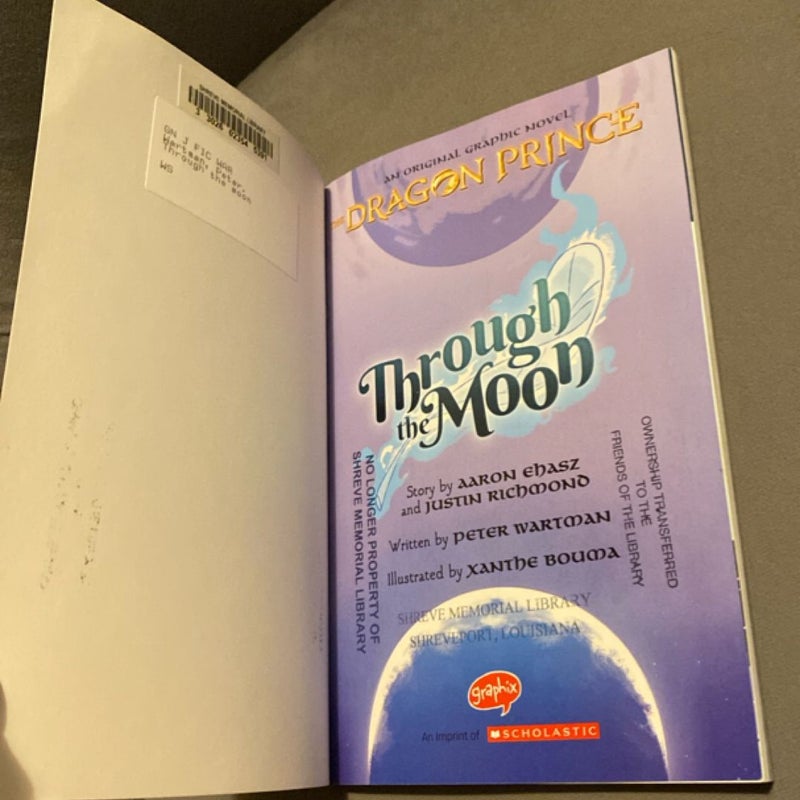 SHREVE MEMORIAL LIBRARY
GN J FIC WAR
Wartman, Peter.
Through the moon
WS
AN ORIGINAL GRAPHIC NOVEL
THE DRAGON PRINCE
Through
the Moon
Story by AARON EHASZ
and JUSTIN RICHMOND
Written by PETER WARTMAN
Illustrated by XANTHE BOUMA
NO LONGER PROPERTY OF
SHREVE MEMORIAL LIBRARY
OWNERSHIP TRANSFERRED
TO THE
FRIENDS OF THE LIBRARY
SHREVE MEMORIAL LIBRARY
SHREVEPORT, LOUISIANA
graphix
An Imprint of SCHOLASTIC